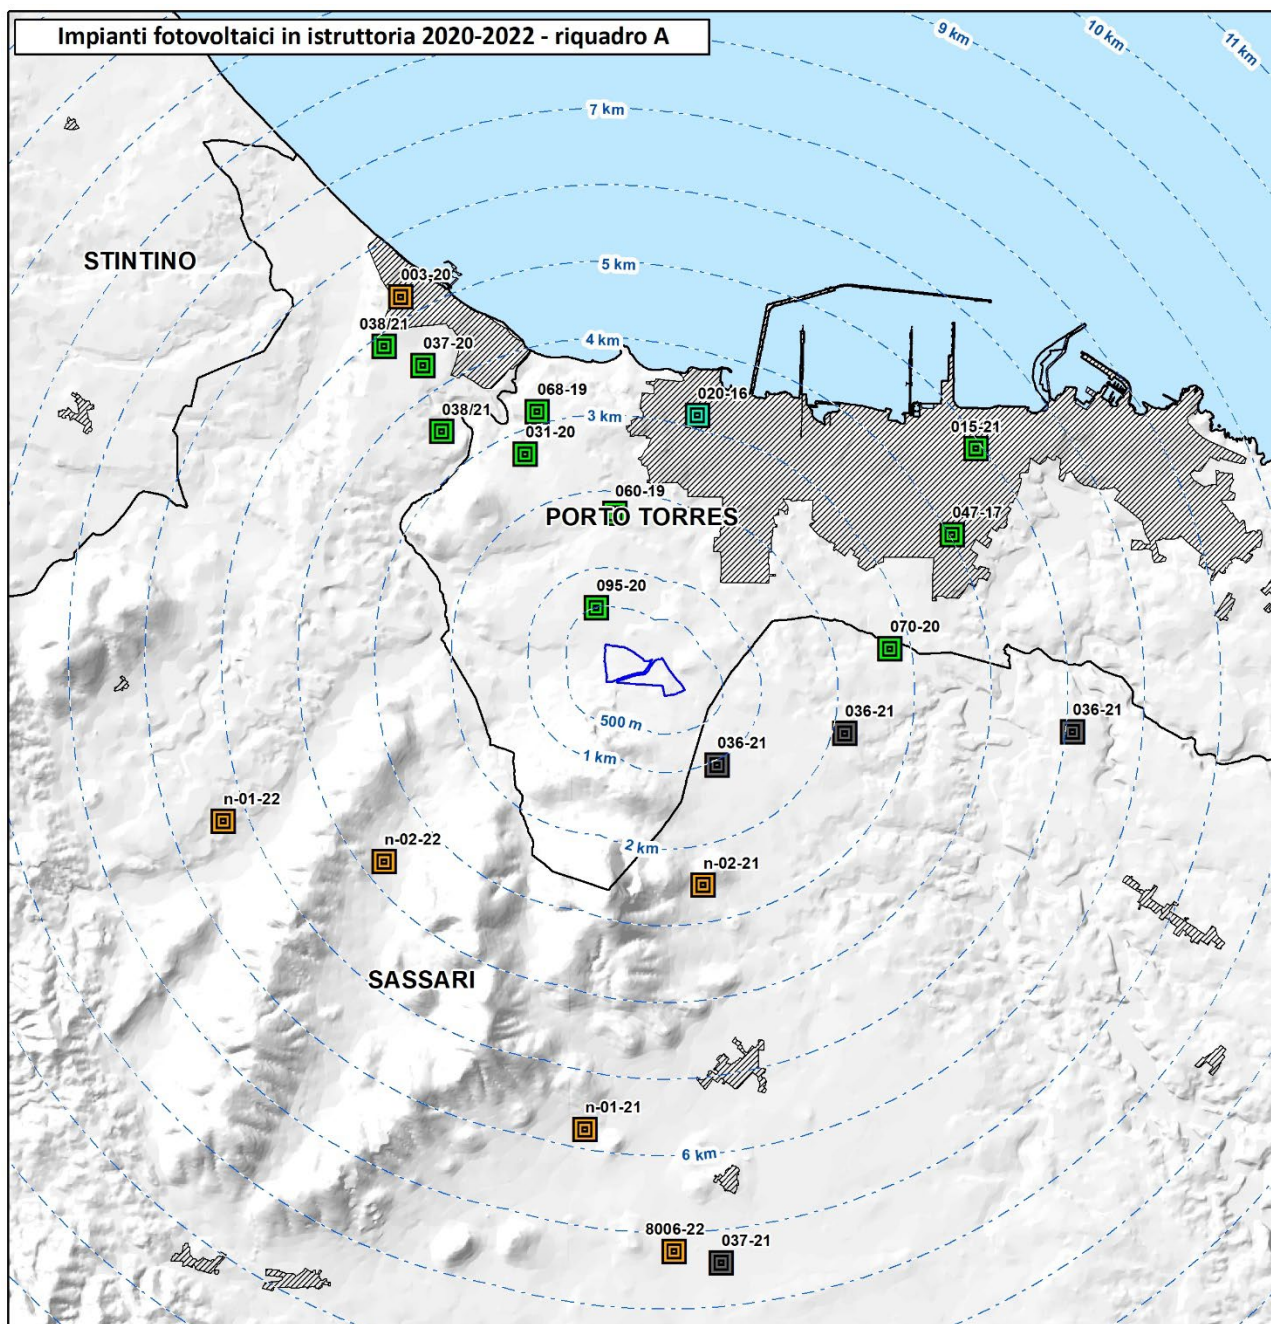 Impianti fotovoltaici in istruttoria 2020-2022 - riquadro A
9 km
10 km
11 km
7 km
STINTINO
5 km
003-20
038/21
037-20
4 km
068-19
020-16
038/21
3 km
031-20
015-21
060-19
PORTO TORRES
047-17
095-20
070-20
500 m
036-21
036-21
036-21
1 km
n-01-22
n-02-22
2 km
n-02-21
SASSARI
n-01-21
6 km
8006-22
037-21